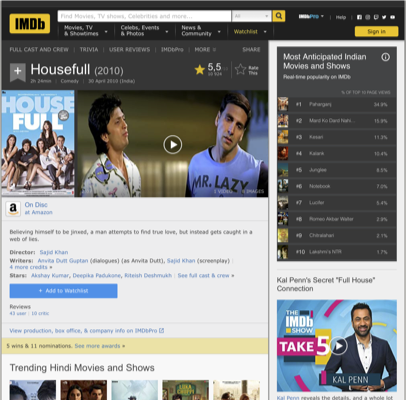 IMDb
Find Movies, TV shows, Celebrities and more...
All
IMDbPro
Help
Movies, TV & Showtimes
Celebs, Events & Photos
News & Community
Watchlist
Sign in
FULL CAST AND CREW | TRIVIA | USER REVIEWS | IMDbPro | MORE
SHARE
Housefull (2010)
2h 24min | Comedy | 30 April 2010 (India)
5,5
Rate This
HOUSE FULL
MR. LAZY
On Disc
at Amazon
Believing himself to be jinxed, a man attempts to find true love, but instead gets caught in a
web of lies.
Director: Sajid Khan
Writers: Anvita Dutt Guptan (dialogues) (as Anvita Dutt), Sajid Khan (screenplay) |
4 more credits »
Stars: Akshay Kumar, Deepika Padukone, Riteish Deshmukh | See full cast & crew »
+ Add to Watchlist
Reviews
43 user | 10 critic
View production, box office, & company info on IMDbPro
5 wins & 11 nominations. See more awards »
Trending Hindi Movies and Shows
Most Anticipated Indian
Movies and Shows
Real-time popularity on IMDb
% OF TOP 10 PAGE VIEWS
#1 Paharganj
#2 Mard Ko Dard Nahi...
#3 Kesari 11.3%
#4 Kalank 10.4%
#5 Junglee 8.0%
#6 Notebook 7.0%
#7 Lucifer 5.4%
#8 Romeo Akbar Walter 2.9%
#9 Chitralahari 2.1%
#10 Lakshmi's NTR 1.7%
Kal Penn's Secret "Full House"
Connection
THE IMDb SHOW
TAKE 5
KAL PENN
Kal Penn reveals the details, and a whole lot